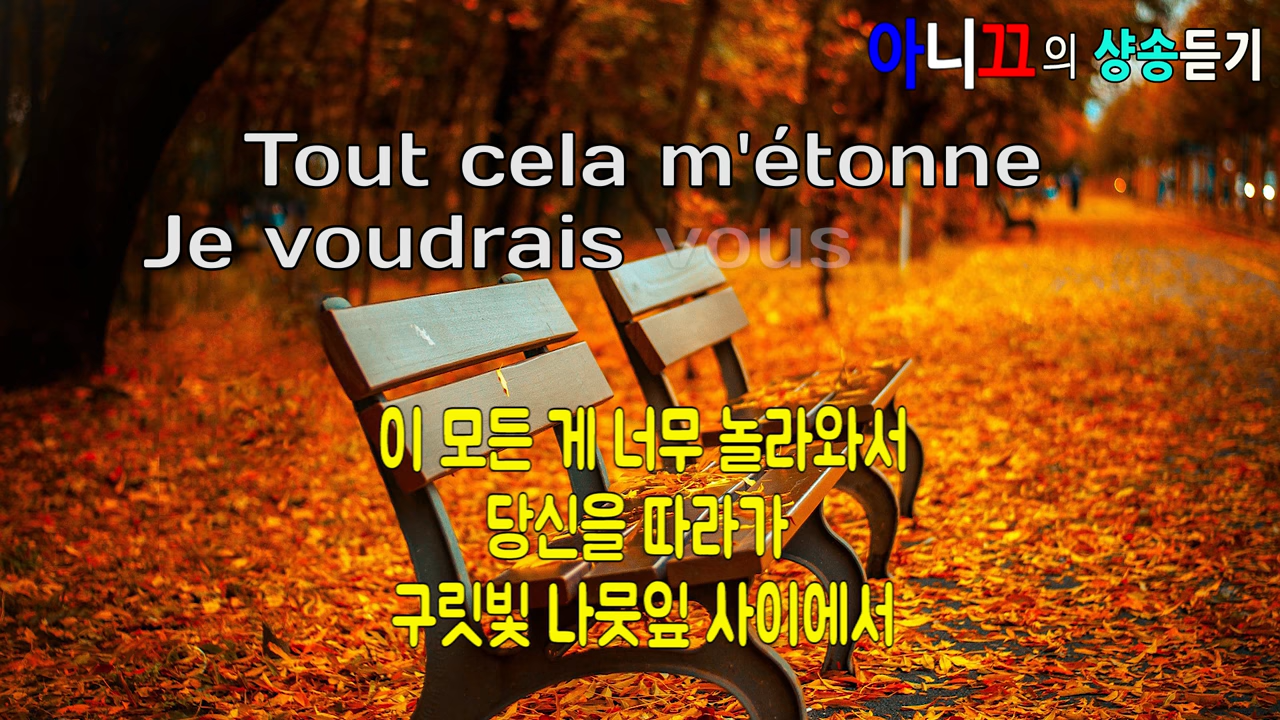 아니끄의 샹송듣기
Tout cela m'étonne
Je voudrais vous
이 모든 게 너무 놀라와서
당신을 따라가
구릿빛 나뭇잎 사이에서